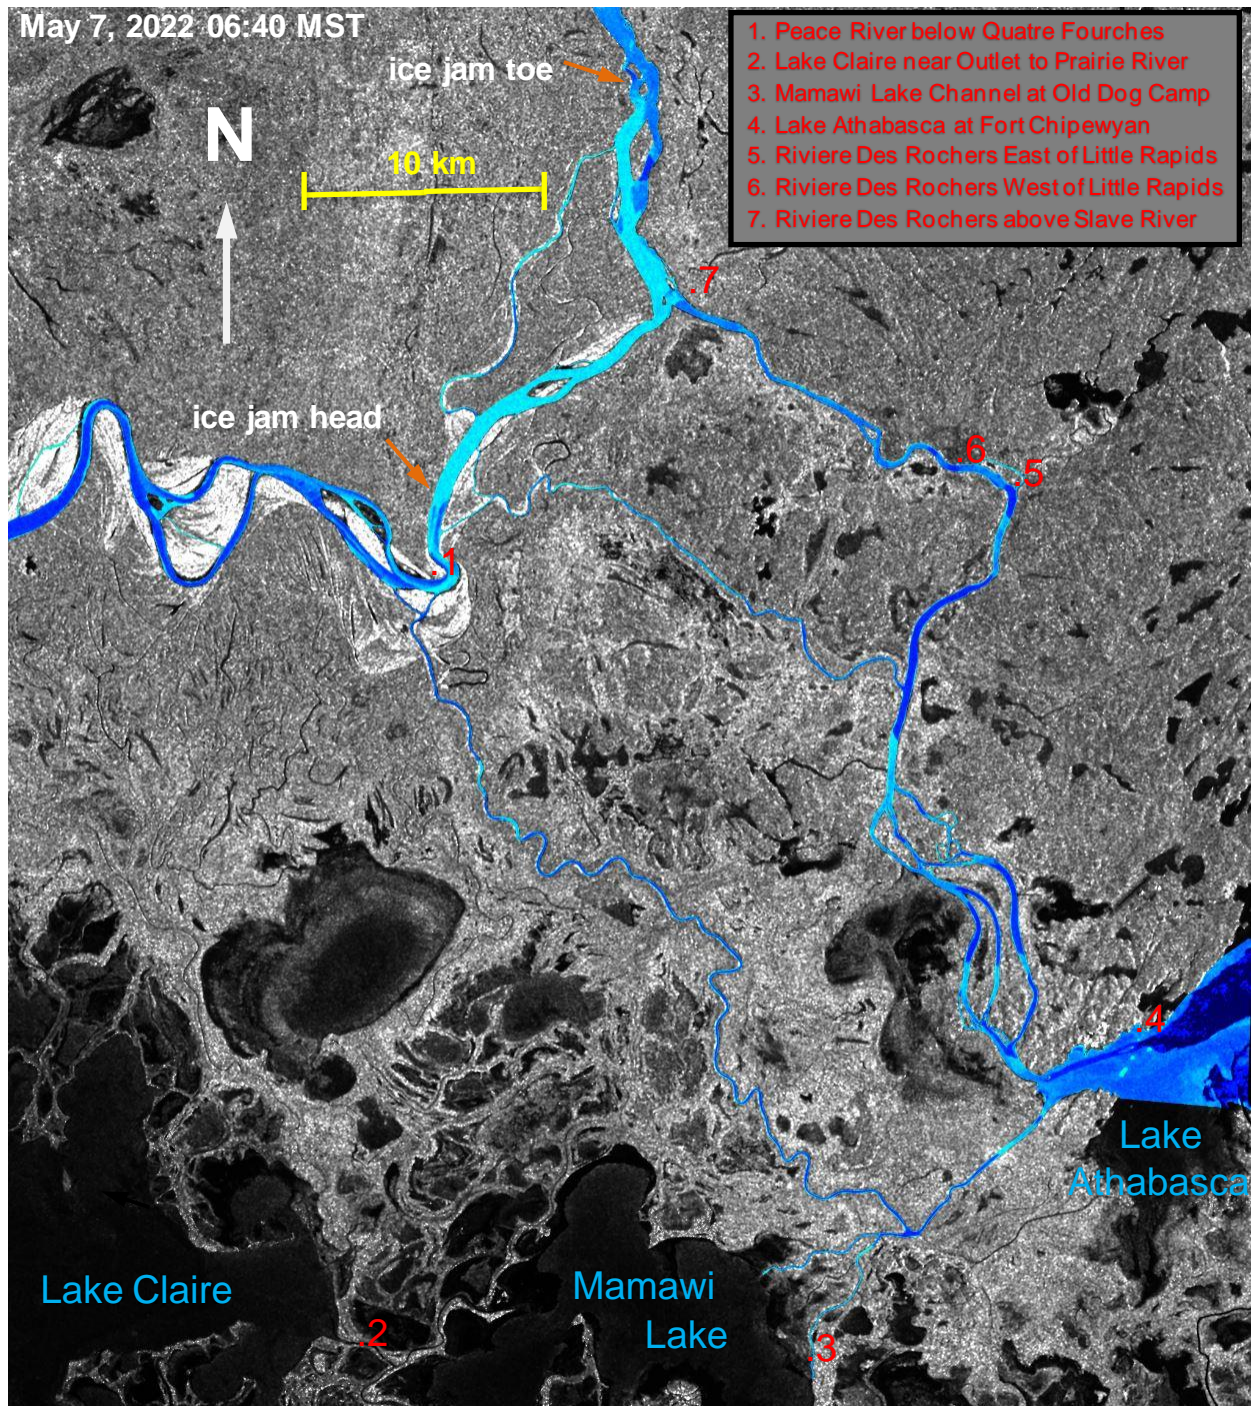 May 7, 2022 06:40 MST
1. Peace River below Quatre Fourches
2. Lake Claire near Outlet to Prairie River
3. Mamawi Lake Channel at Old Dog Camp
4. Lake Athabasca at Fort Chipewyan
5. Riviere Des Rochers East of Little Rapids
6. Riviere Des Rochers West of Little Rapids
7. Riviere Des Rochers above Slave River
ice jam toe
N
10 km
.7
ice jam head
.6
.5
.1
.4
Lake
Athabasca
Lake Claire
Mamawi
Lake
.2
.3